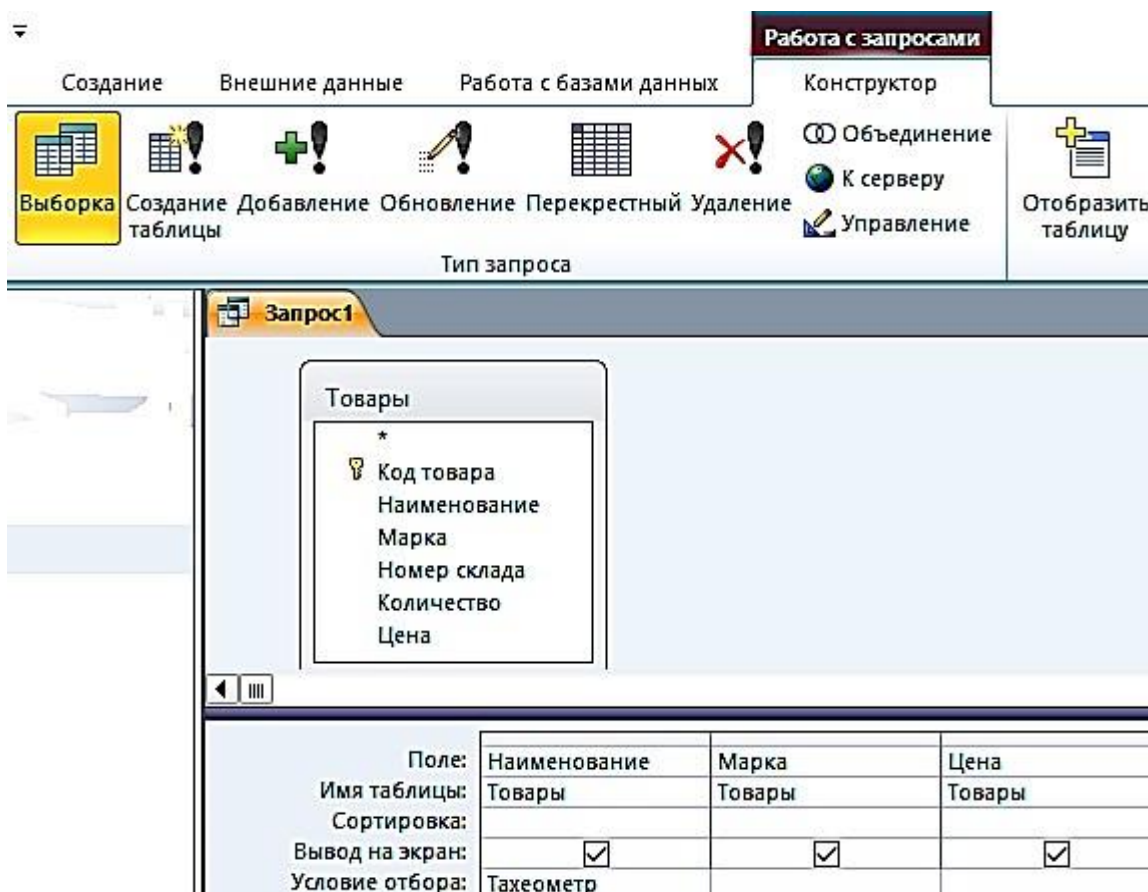 Работа с запросами
Создание Внешние данные Работа с базами данных Конструктор
Выборка Создание таблицы Добавление Обновление Перекрестный Удаление
Объединение
К серверу
Управление
Отобразить таблицу
Тип запроса
Запрос1
Товары
*
Код товара
Наименование
Марка
Номер склада
Количество
Цена
Поле: Наименование Марка Цена
Имя таблицы: Товары Товары Товары
Сортировка:
Вывод на экран:
Условие отбора: Тахеометр